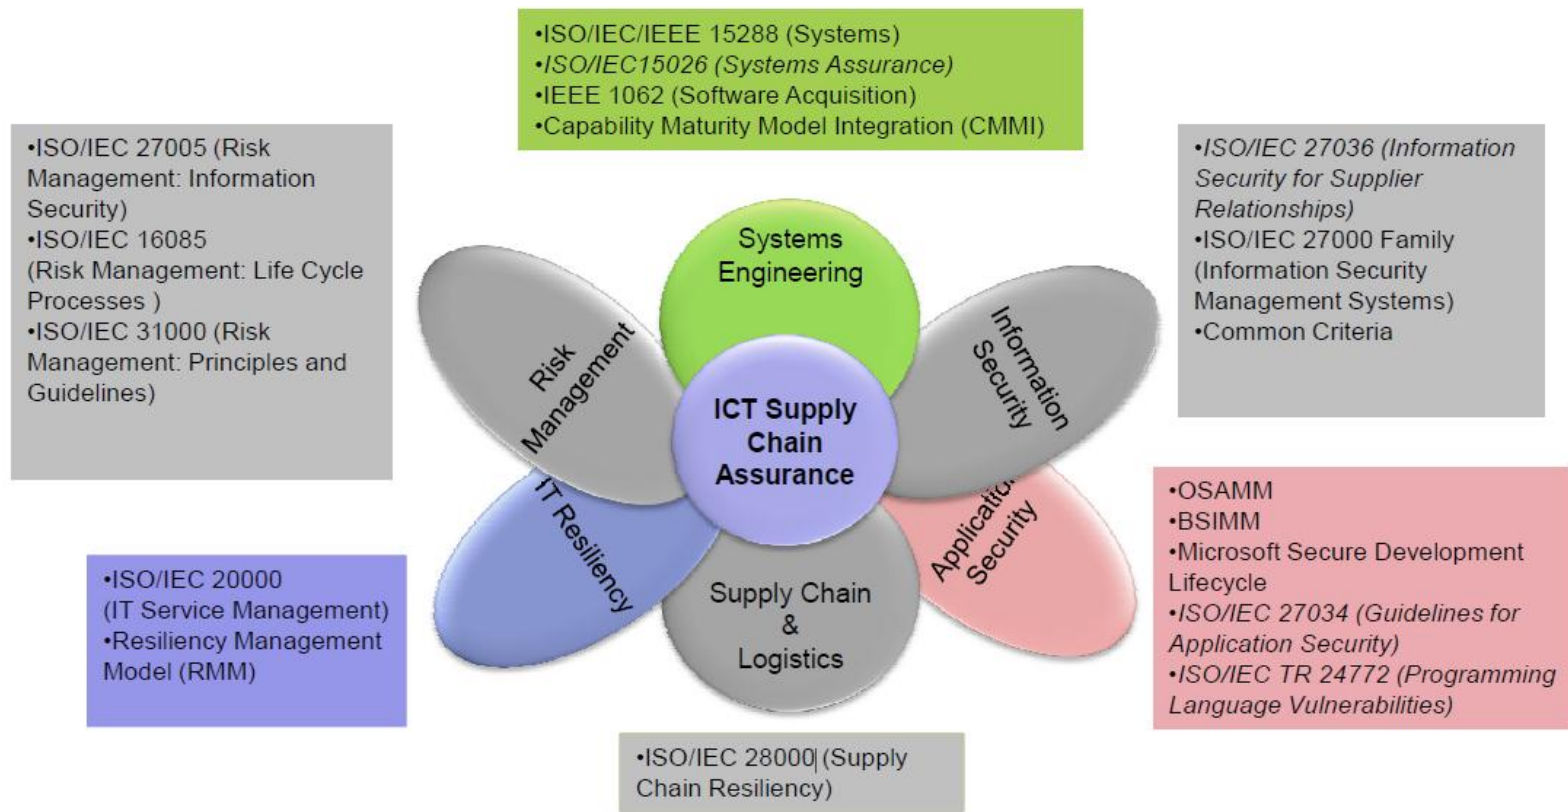 •ISO/IEC/IEEE 15288 (Systems)
•ISO/IEC15026 (Systems Assurance)
•IEEE 1062 (Software Acquisition)
•Capability Maturity Model Integration (CMMI)
•ISO/IEC 27005 (Risk
Management: Information
Security)
•ISO/IEC 16085
(Risk Management: Life Cycle
Processes )
•ISO/IEC 31000 (Risk
Management: Principles and
Guidelines)
•ISO/IEC 27036 (Information
Security for Supplier
Relationships)
•ISO/IEC 27000 Family
(Information Security
Management Systems)
•Common Criteria
Systems
Engineering
Risk
Management
Information
Security
ICT Supply
Chain
Assurance
IT Resiliency
Application
Security
Supply Chain
&
Logistics
•ISO/IEC 20000
(IT Service Management)
•Resiliency Management
Model (RMM)
•OSAMM
•BSIMM
•Microsoft Secure Development
Lifecycle
•ISO/IEC 27034 (Guidelines for
Application Security)
•ISO/IEC TR 24772 (Programming
Language Vulnerabilities)
•ISO/IEC 28000 (Supply
Chain Resiliency)